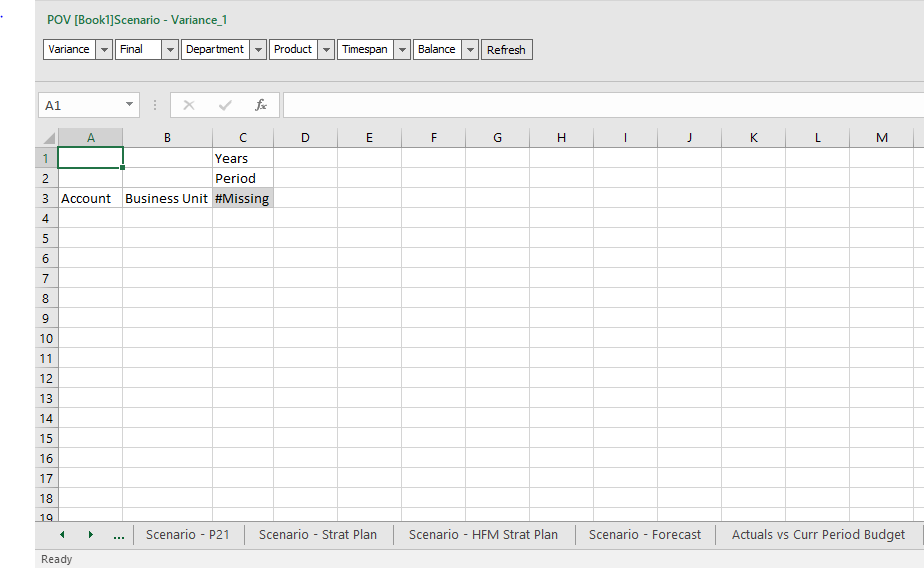 POV [Book1]Scenario - Variance_1
Variance Final Department Product Timespan Balance Refresh
A1 fx
A B C D E F G H I J K L M
1 Years
2 Period
3 Account Business Unit #Missing
4
5
6
7
8
9
10
11
12
13
14
15
16
17
18
19
... Scenario - P21 Scenario - Strat Plan Scenario - HFM Strat Plan Scenario - Forecast Actuals vs Curr Period Budget
Ready